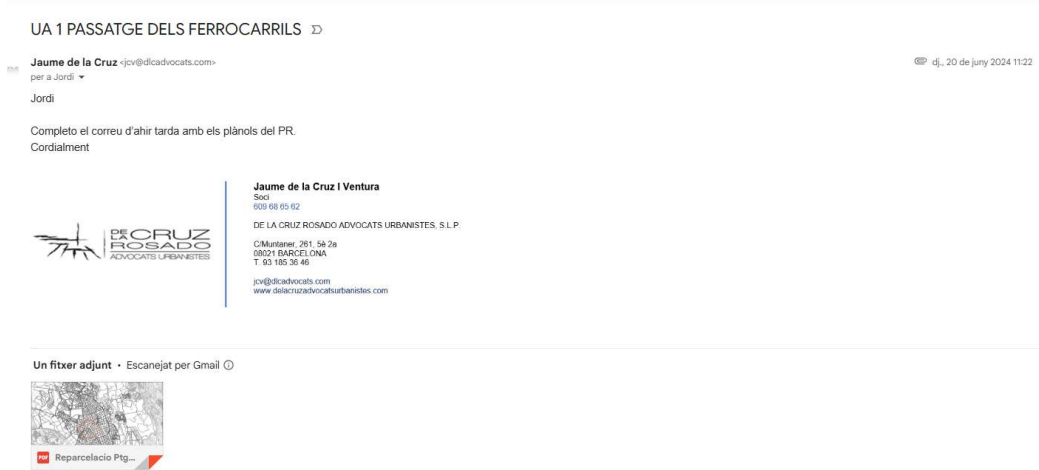 UA 1 PASSATGE DELS FERROCARRILS
Jaume de la Cruz <jcv@dlcadvocats.com>
dj., 20 de juny 2024 11:22
per a Jordi
Jordi
Completo el correu d'ahir tarda amb els plànols del PR.
Cordialment
DE LA CRUZ
ROSADO
ADVOCATS URBANISTES
Jaume de la Cruz I Ventura
Soci
609 68 65 62
DE LA CRUZ ROSADO ADVOCATS URBANISTES, S.L.P.
C/Muntaner, 261, 5è 2a
08021 BARCELONA
T. 93 185 36 46
jcv@dlcadvocats.com
www.delacruzadvocatsurbanistes.com
Un fitxer adjunt • Escanejat per Gmail
PDF Reparcelacio Ptg...